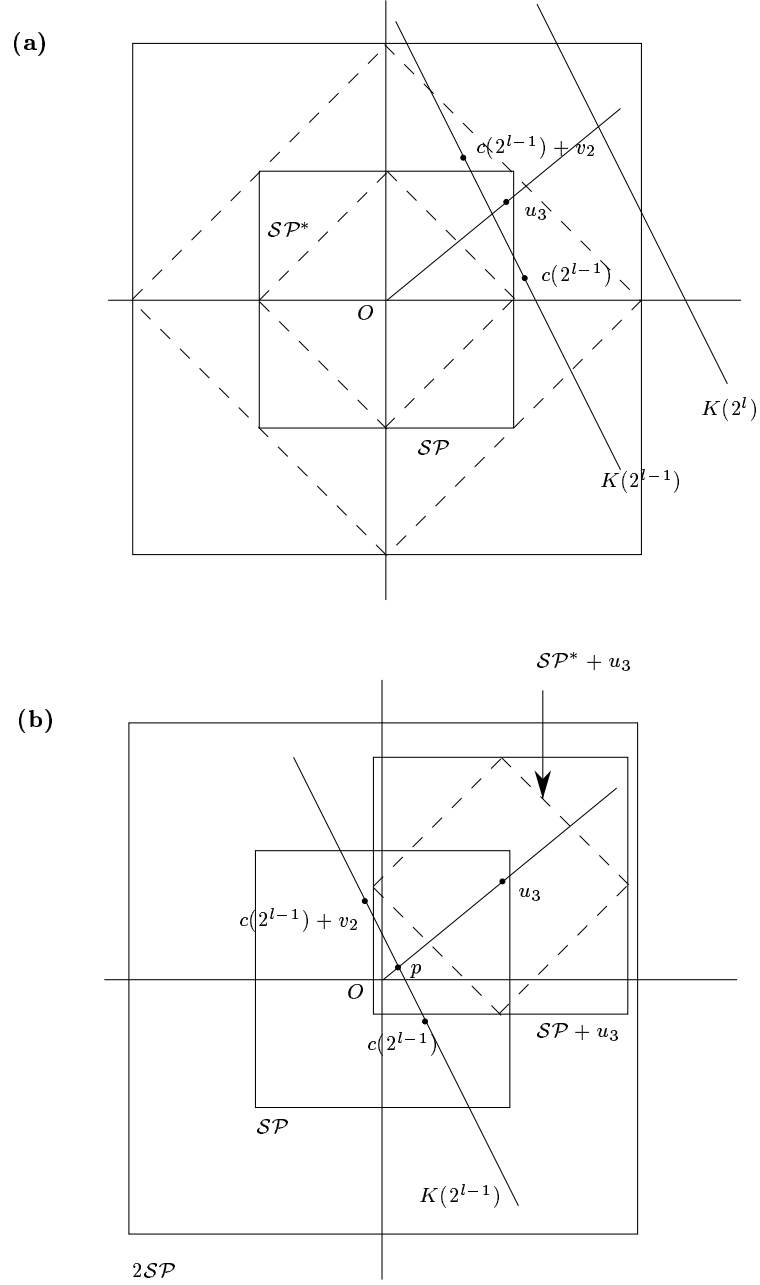 (a)
c(2^{l−1}) + v_2
u_3
SP*
c(2^{l−1})
O
K(2^l)
SP
K(2^{l−1})
SP* + u_3
(b)
u_3
c(2^{l−1}) + v_2
p
O
SP + u_3
c(2^{l−1})
SP
K(2^{l−1})
2SP